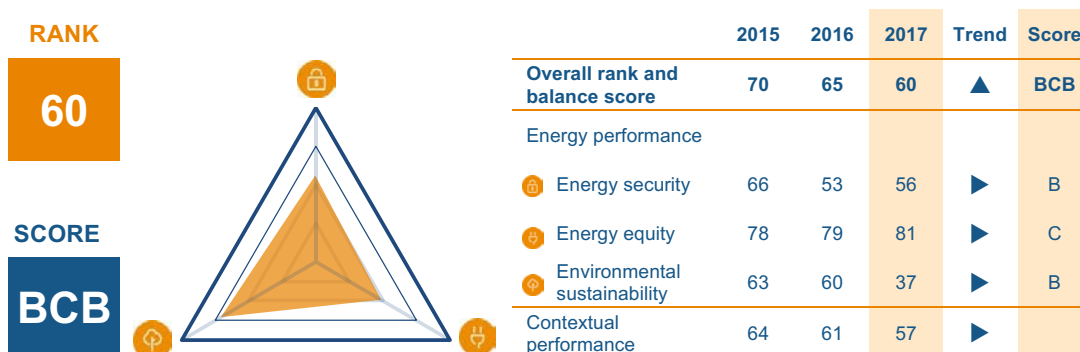 RANK
60
SCORE
BCB
2015 2016 2017 Trend Score
Overall rank and
balance score 70 65 60 BCB
Energy performance
Energy security 66 53 56 B
Energy equity 78 79 81 C
Environmental
sustainability 63 60 37 B
Contextual
performance 64 61 57